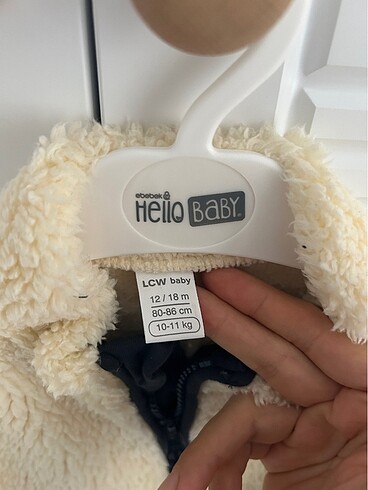 ebebek
Hello BABY
LCW baby
12 / 18 m
80-86 cm
10-11 kg